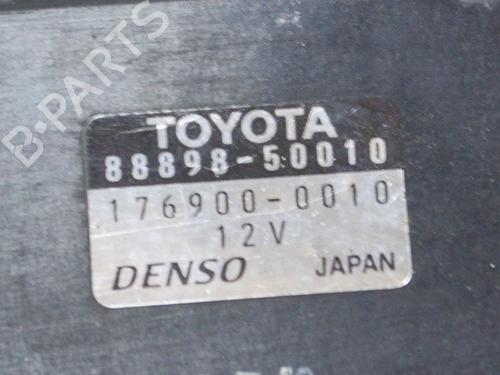 B-PARTS
TOYOTA
88898-50010
176900-0010
12V
DENSO JAPAN